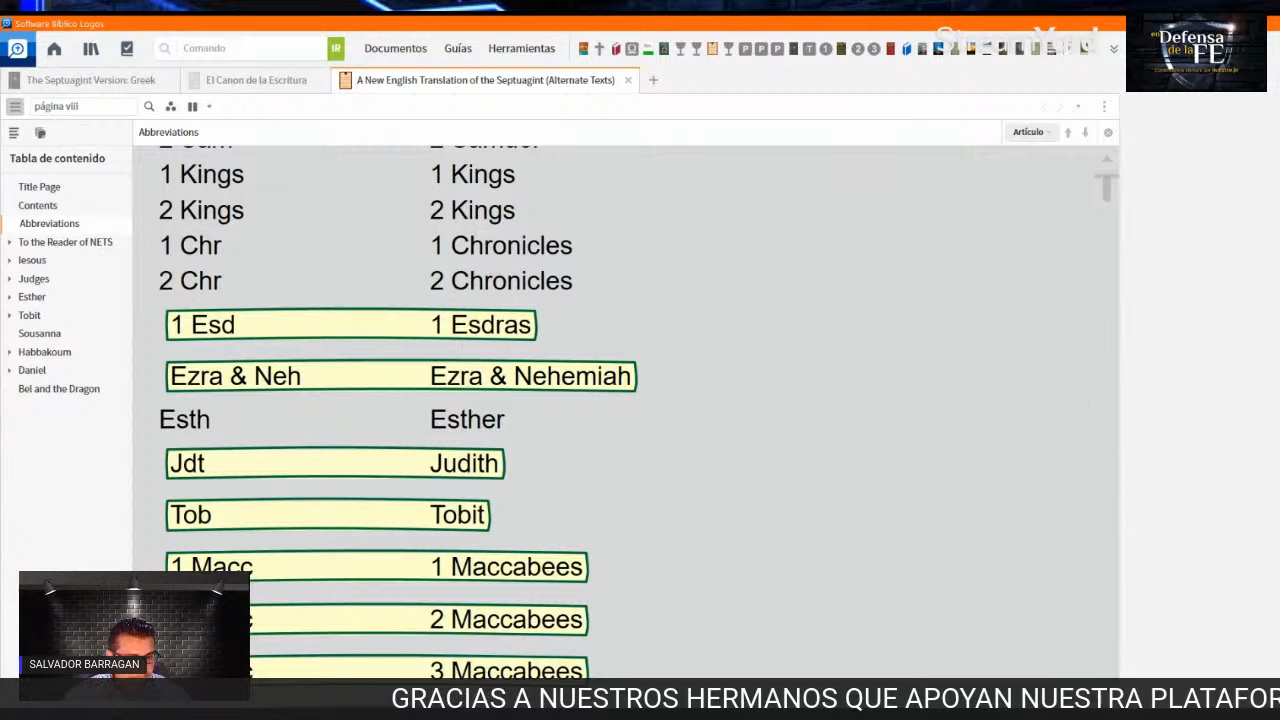 Software Bíblico Logos
Comando
IR
Documentos Guías Herramientas
en Defensa
de la
FE
The Septuagint Version: Greek
El Canon de la Escritura
A New English Translation of the Septuagint (Alternate Texts)
página viii
Abbreviations
Artículo
Tabla de contenido
Title Page
Contents
Abbreviations
To the Reader of NETS
Iesous
Judges
Esther
Tobit
Sousanna
Habbakoum
Daniel
Bel and the Dragon
1 Kings 1 Kings
2 Kings 2 Kings
1 Chr 1 Chronicles
2 Chr 2 Chronicles
1 Esd 1 Esdras
Ezra & Neh Ezra & Nehemiah
Esth Esther
Jdt Judith
Tob Tobit
1 Macc 1 Maccabees
2 Maccabees
3 Maccabees
SALVADOR BARRAGAN
GRACIAS A NUESTROS HERMANOS QUE APOYAN NUESTRA PLATAFOR